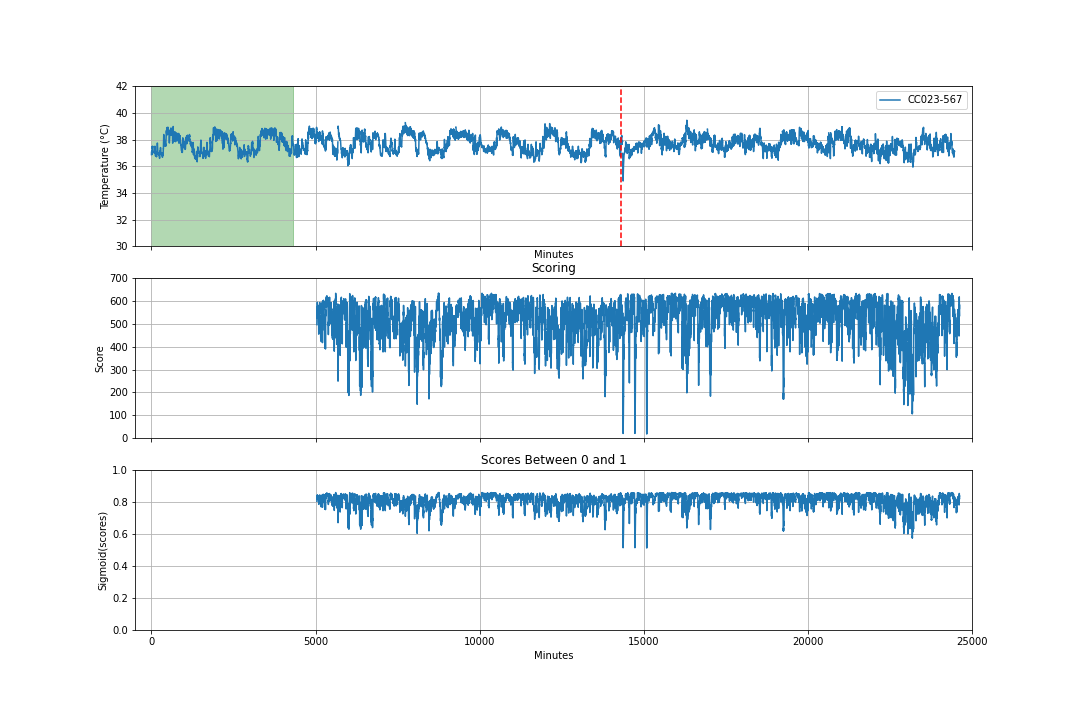 42
40
38
36
34
32
30
Temperature (°C)
CC023-567
Minutes
Scoring
700
600
500
400
300
200
100
0
Score
Scores Between 0 and 1
1.0
0.8
0.6
0.4
0.2
0.0
Sigmoid(scores)
0 5000 10000 15000 20000 25000
Minutes